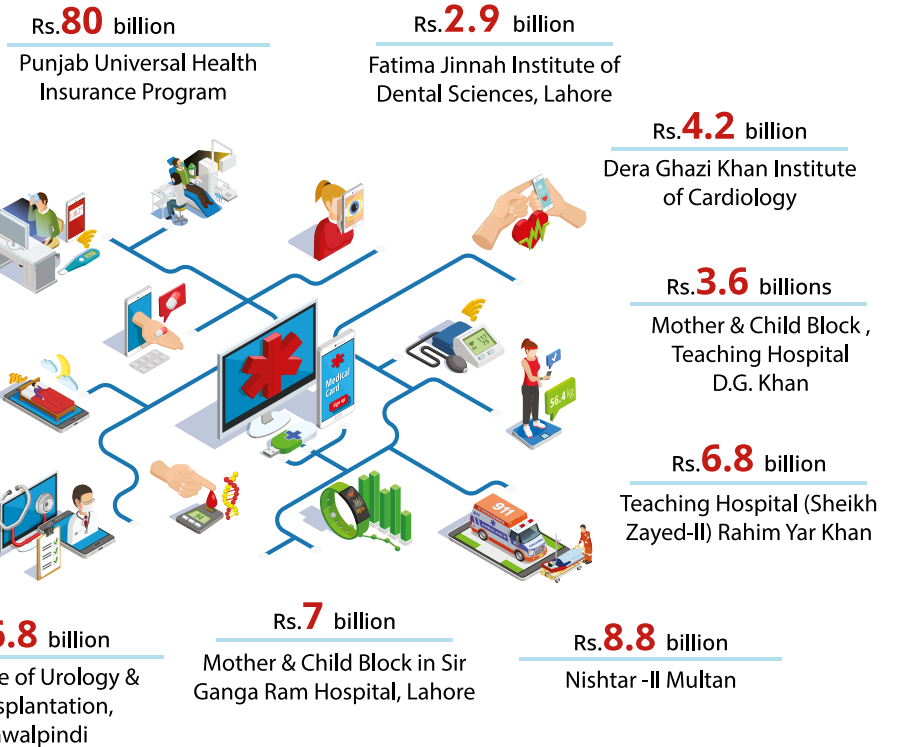 Rs.80 billion
Punjab Universal Health
Insurance Program
Rs.2.9 billion
Fatima Jinnah Institute of
Dental Sciences, Lahore
Rs.4.2 billion
Dera Ghazi Khan Institute
of Cardiology
Rs.3.6 billions
Mother & Child Block ,
Teaching Hospital
D.G. Khan
Rs.6.8 billion
Teaching Hospital (Sheikh
Zayed-II) Rahim Yar Khan
Medical
Card
sign up
56.4 kg
911
billion
of Urology &
Rs.7 billion
Mother & Child Block in Sir
Ganga Ram Hospital, Lahore
Rs.8.8 billion
Nishtar -II Multan